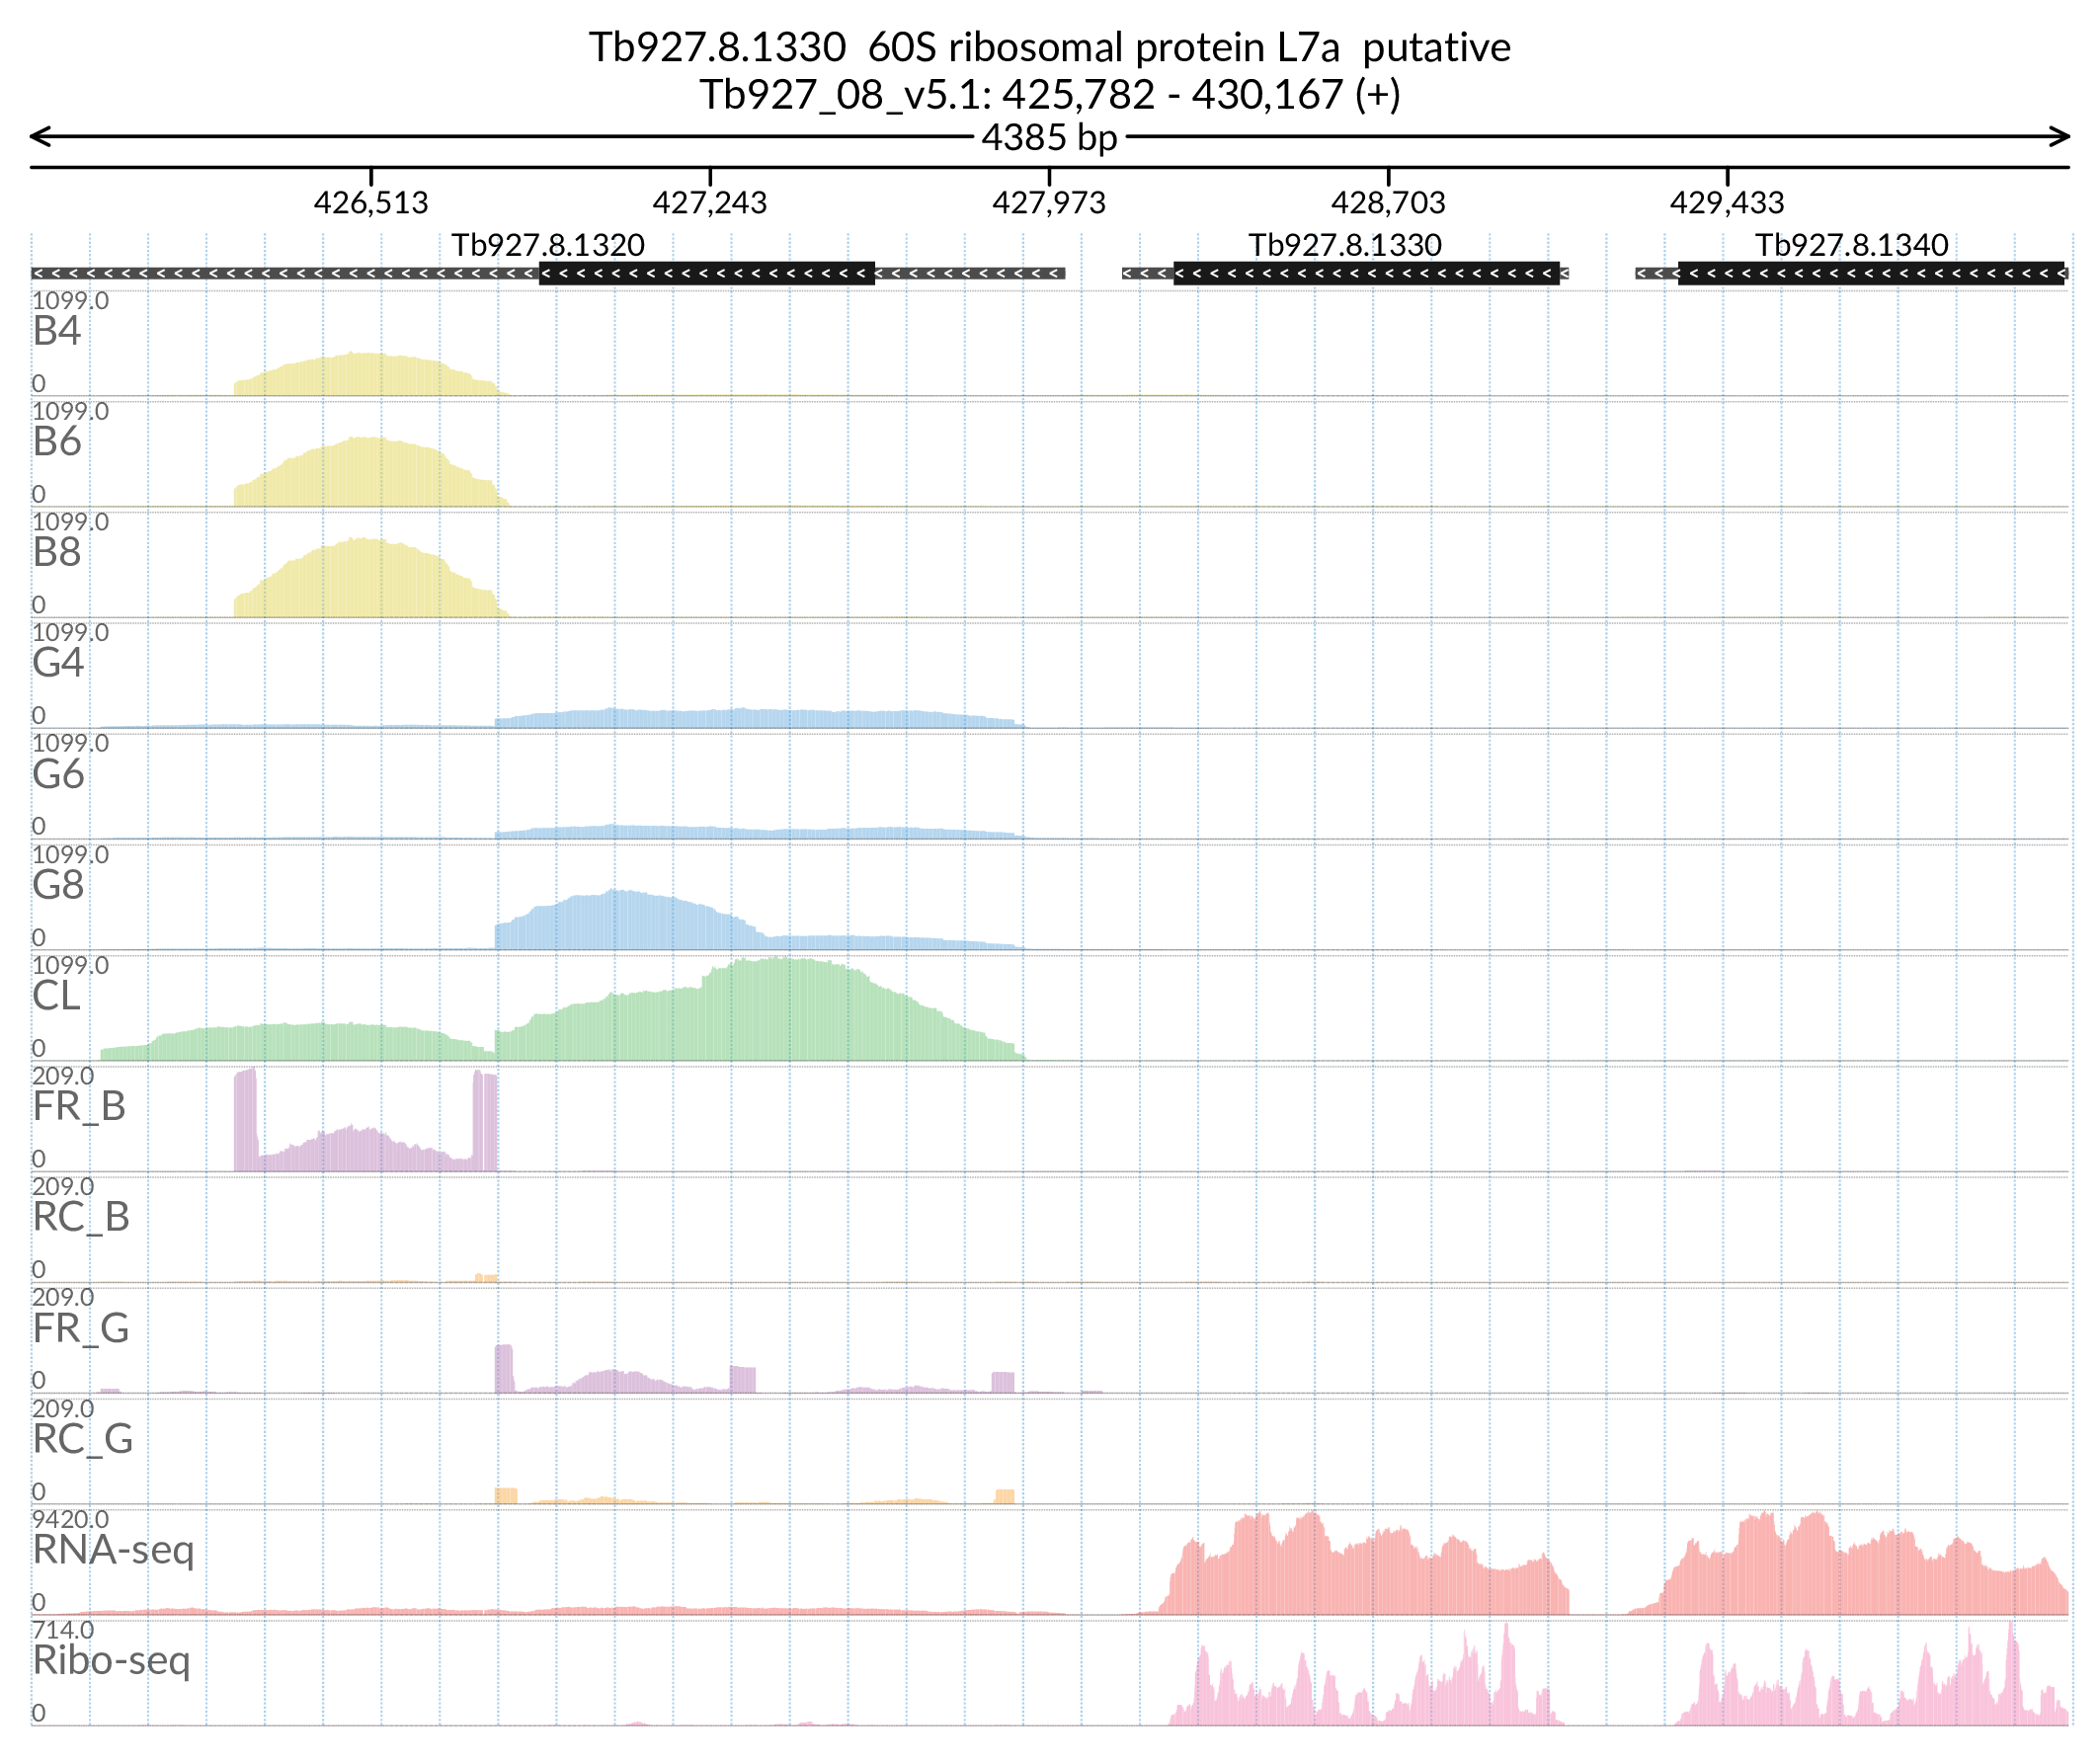 Tb927.8.1330  60S ribosomal protein L7a  putative
Tb927_08_v5.1: 425,782 - 430,167 (+)
4385 bp
426,513 427,243 427,973 428,703 429,433
Tb927.8.1320 Tb927.8.1330 Tb927.8.1340
1099.0
B4
0
1099.0
B6
0
1099.0
B8
0
1099.0
G4
0
1099.0
G6
0
1099.0
G8
0
1099.0
CL
0
209.0
FR_B
0
209.0
RC_B
0
209.0
FR_G
0
209.0
RC_G
0
9420.0
RNA-seq
0
714.0
Ribo-seq
0